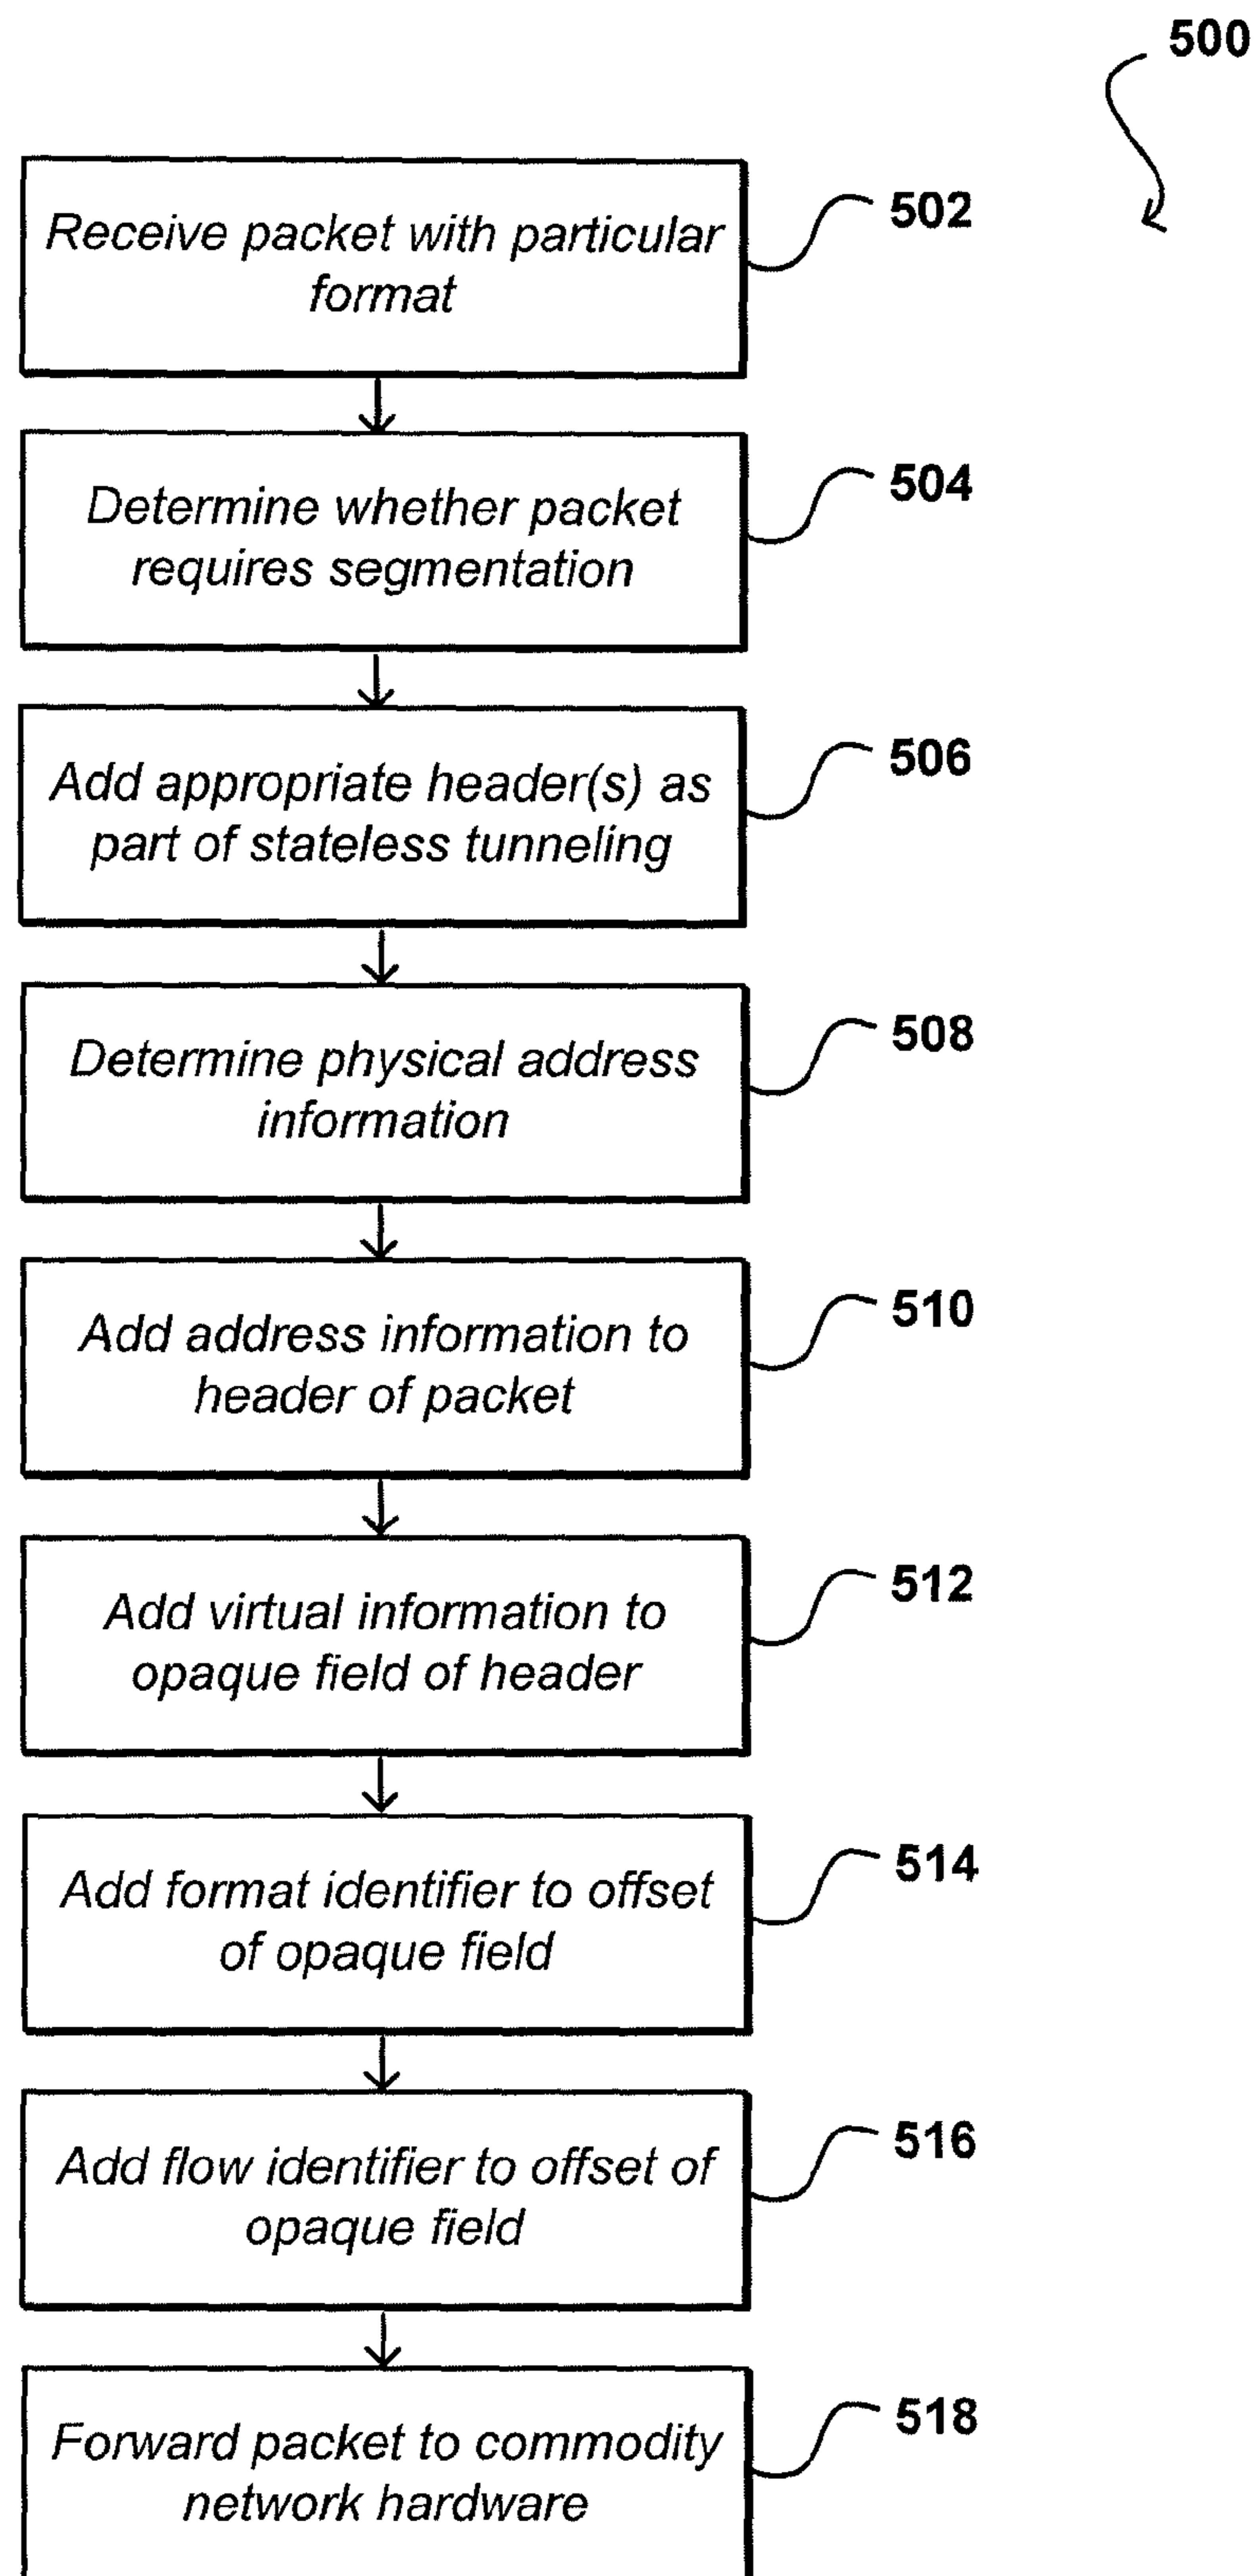 500
Receive packet with particular
format
502
Determine whether packet
requires segmentation
504
Add appropriate header(s) as
part of stateless tunneling
506
Determine physical address
information
508
Add address information to
header of packet
510
Add virtual information to
opaque field of header
512
Add format identifier to offset
of opaque field
514
Add flow identifier to offset of
opaque field
516
Forward packet to commodity
network hardware
518